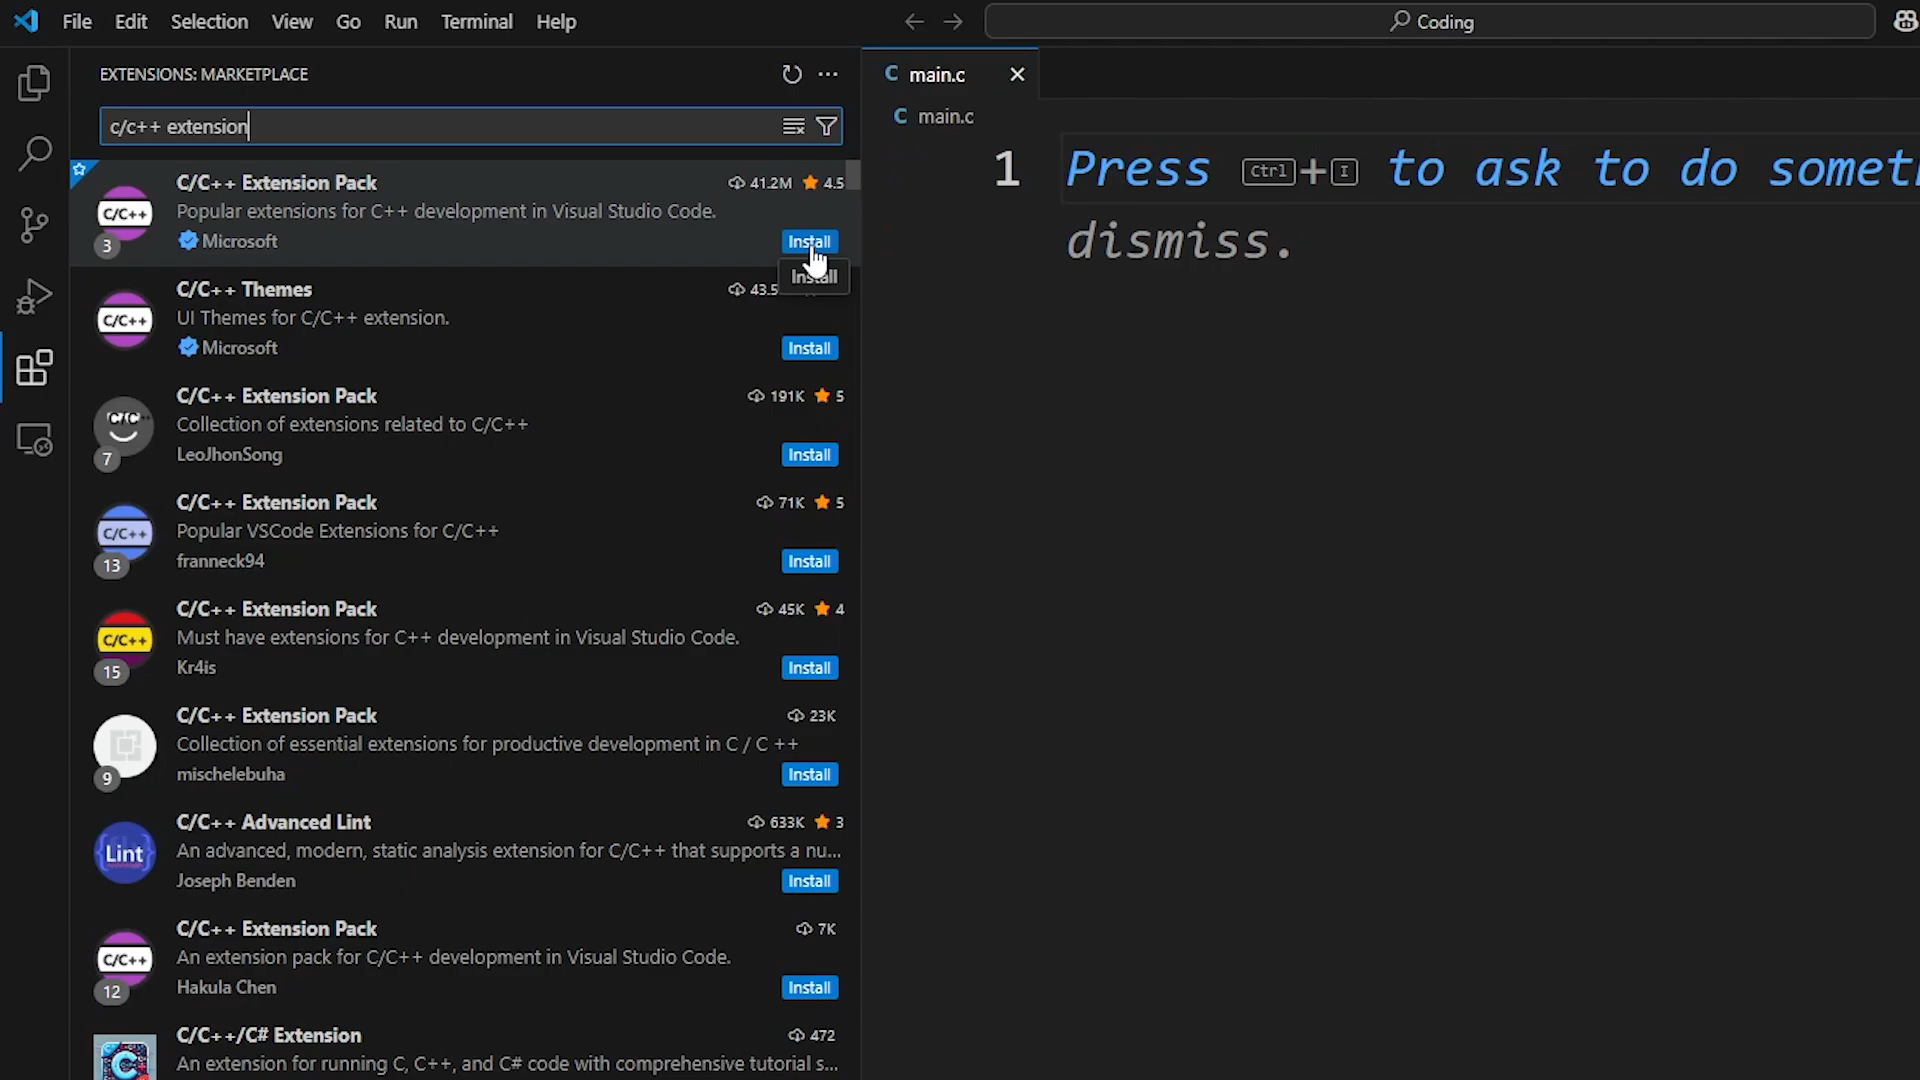 File Edit Selection View Go Run Terminal Help
Coding
EXTENSIONS: MARKETPLACE
c/c++ extension
C/C++ Extension Pack 41.2M 4.5
Popular extensions for C++ development in Visual Studio Code.
C/C++
3
Microsoft
Install
Install
C/C++ Themes 43.5
UI Themes for C/C++ extension.
C/C++
Microsoft
Install
C/C++ Extension Pack 191K 5
Collection of extensions related to C/C++
7
LeoJhonSong
Install
C/C++ Extension Pack 71K 5
Popular VSCode Extensions for C/C++
C/C++
13
franneck94
Install
C/C++ Extension Pack 45K 4
Must have extensions for C++ development in Visual Studio Code.
C/C++
15
Kr4is
Install
C/C++ Extension Pack 23K
Collection of essential extensions for productive development in C / C ++
9
mischelebuha
Install
C/C++ Advanced Lint 633K 3
An advanced, modern, static analysis extension for C/C++ that supports a nu...
{Lint}
Joseph Benden
Install
C/C++ Extension Pack 7K
An extension pack for C/C++ development in Visual Studio Code.
C/C++
12
Hakula Chen
Install
C/C++/C# Extension 472
An extension for running C, C++, and C# code with comprehensive tutorial s...
C
C main.c
C main.c
1 Press Ctrl+I to ask to do
dismiss.